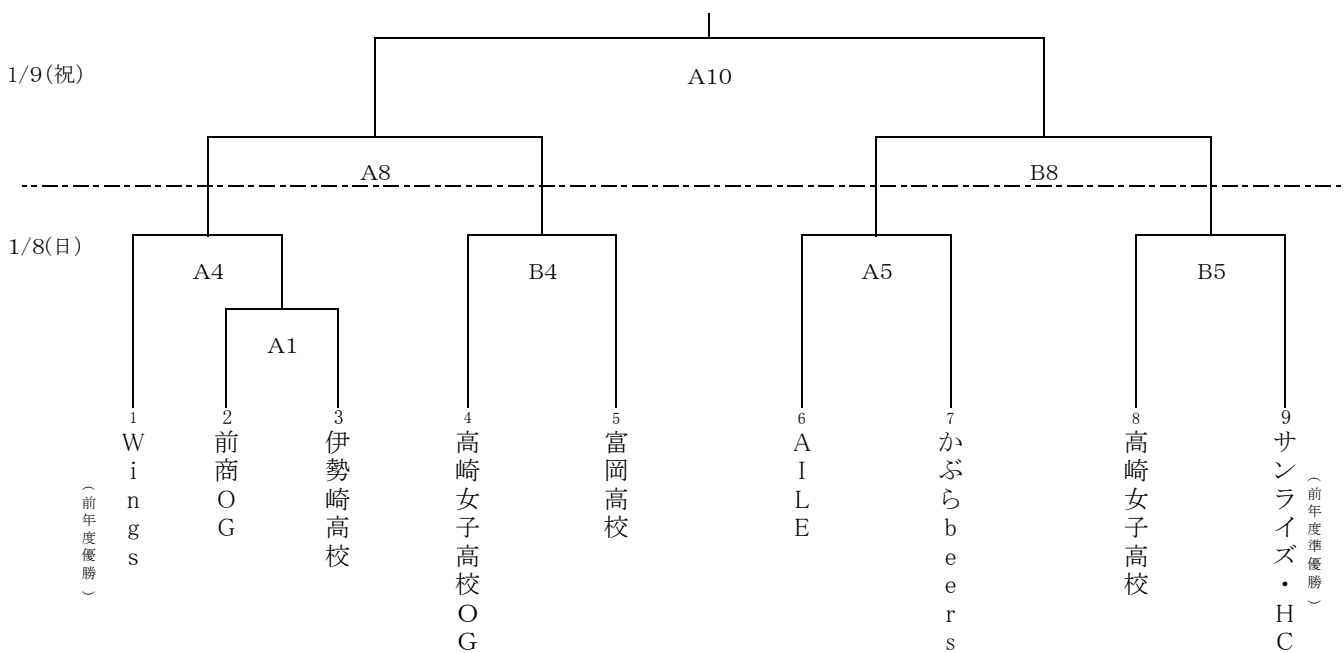 1/9(祝)
A10
A8
B8
1/8(日)
A4
B4
A5
B5
A1
1
2
3
4
5
6
7
8
9
Wings
(前年度優勝)
前商OG
伊勢崎高校
高崎女子高校OG
富岡高校
AILE
かぶらbeers
高崎女子高校
サンライズ・HC
(前年度準優勝)